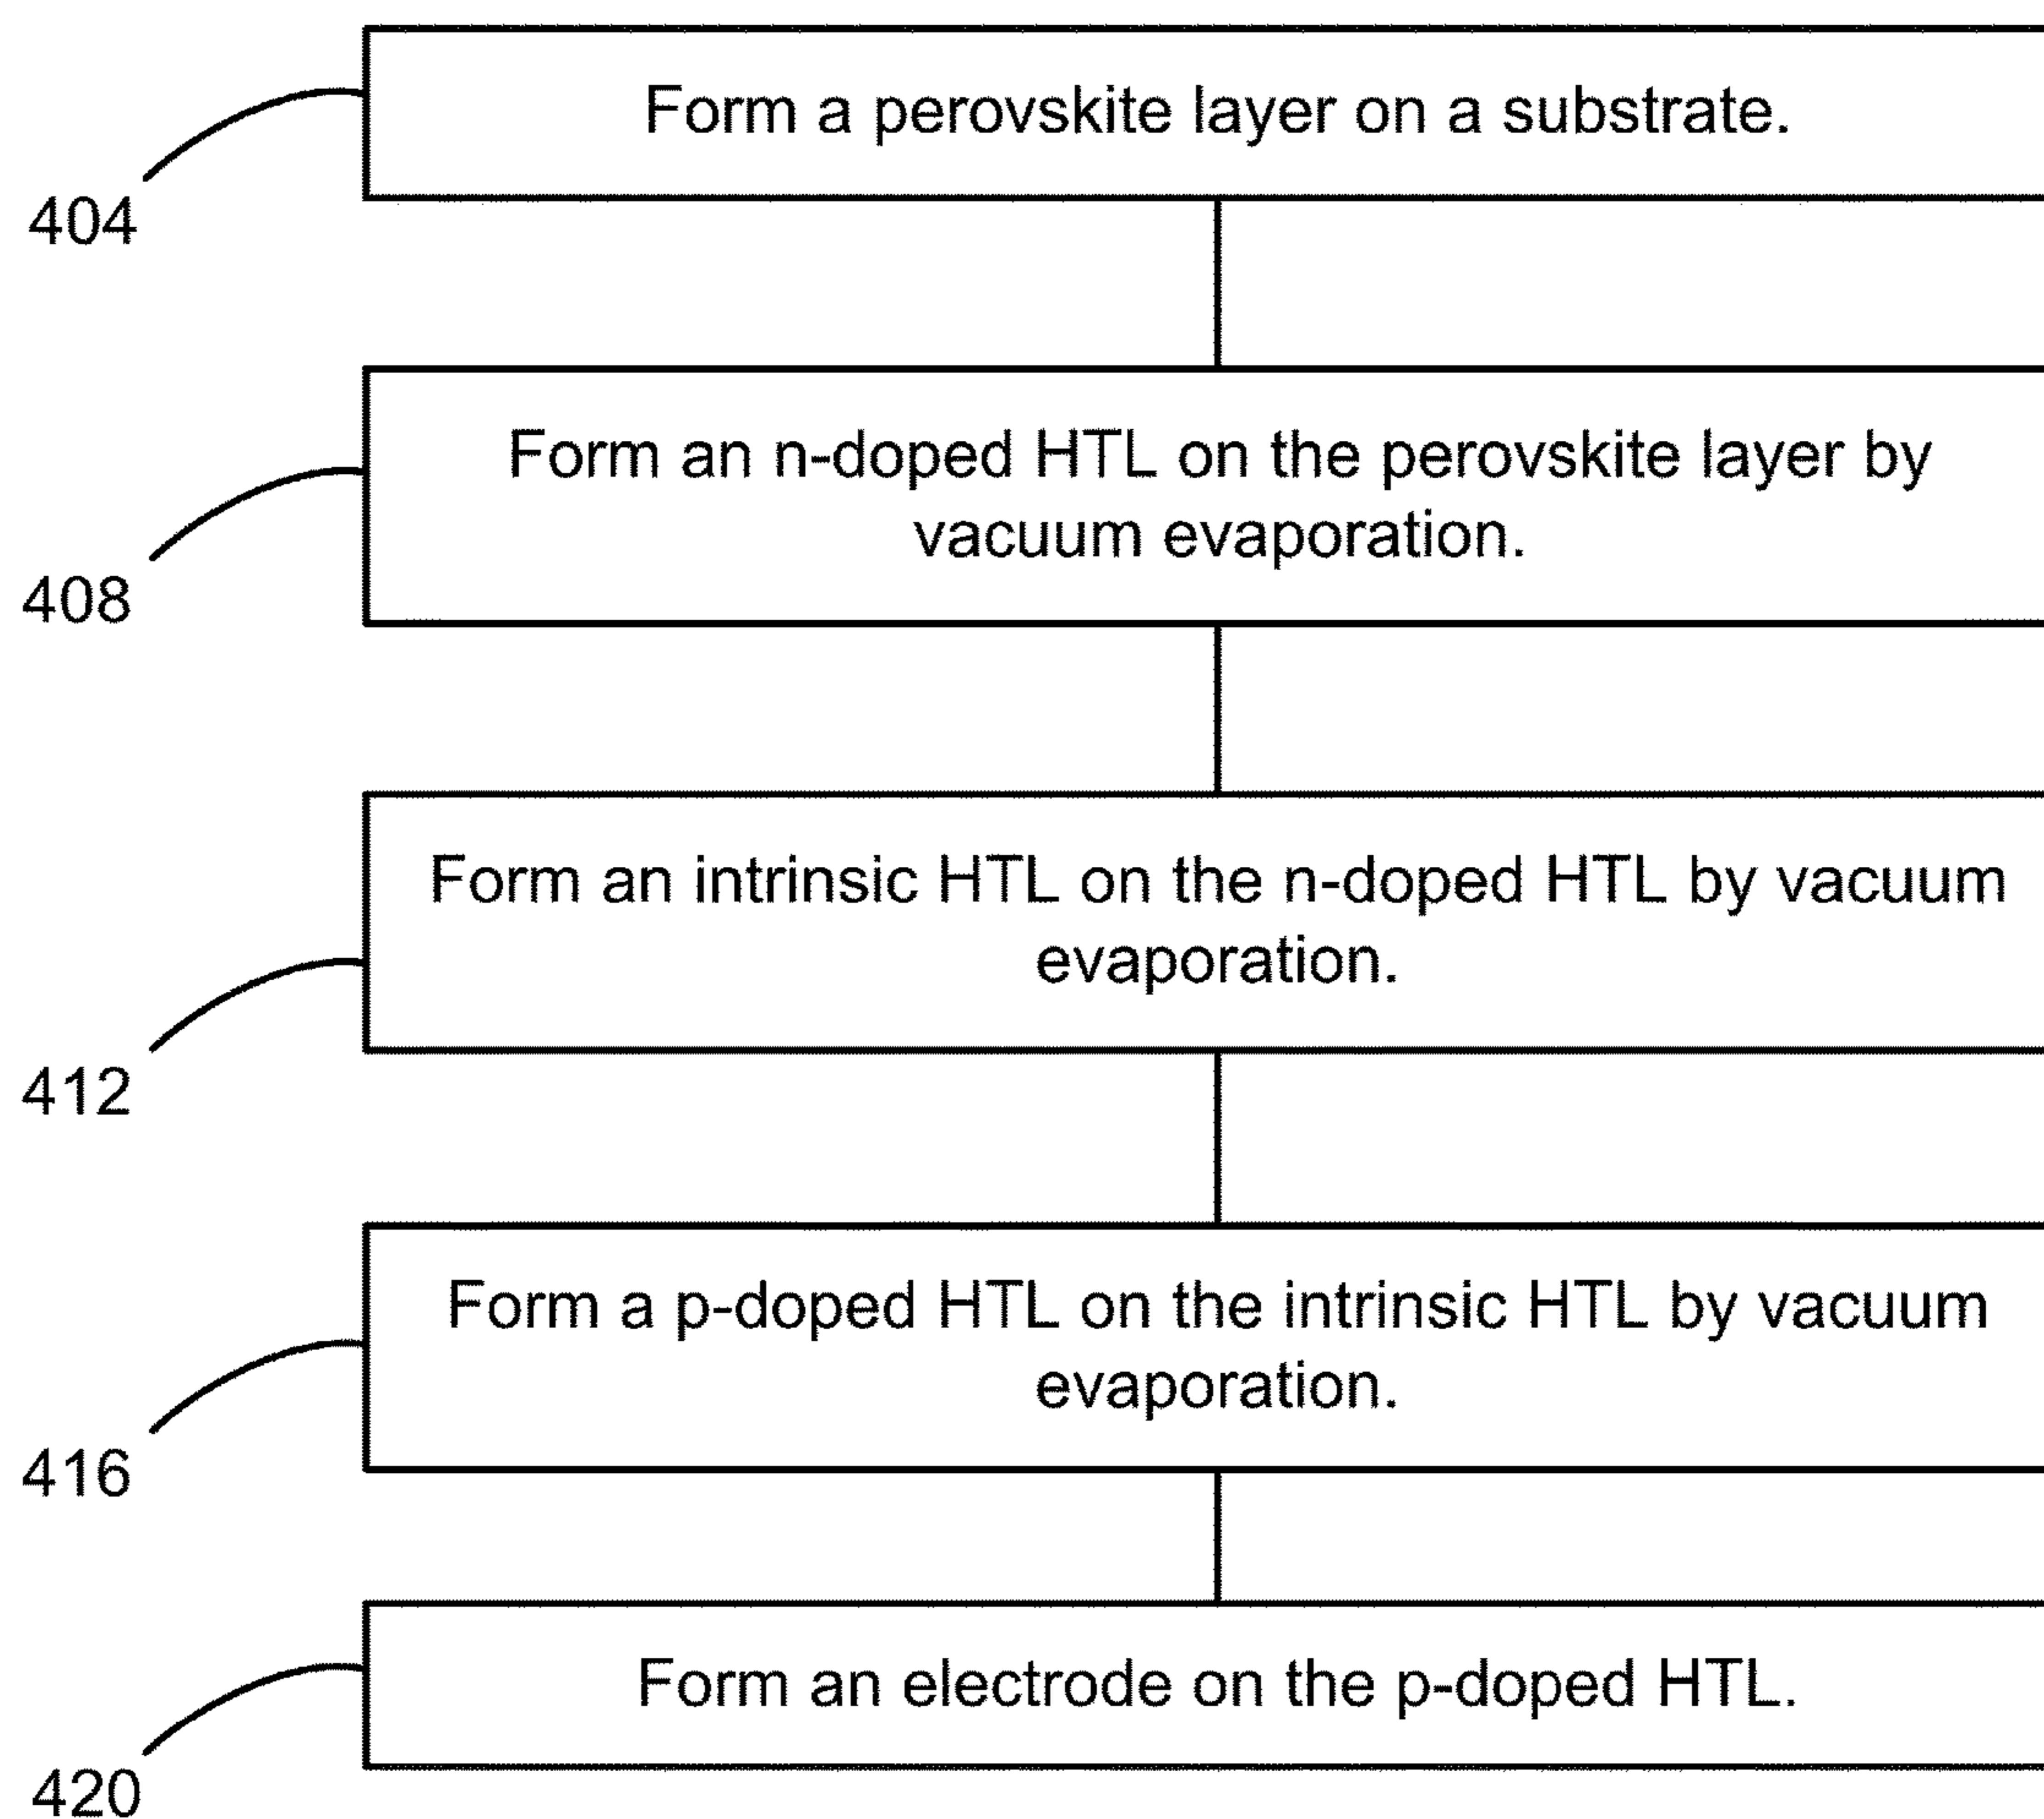 Form a perovskite layer on a substrate.
404
Form an n-doped HTL on the perovskite layer by
vacuum evaporation.
408
Form an intrinsic HTL on the n-doped HTL by vacuum
evaporation.
412
Form a p-doped HTL on the intrinsic HTL by vacuum
evaporation.
416
Form an electrode on the p-doped HTL.
420